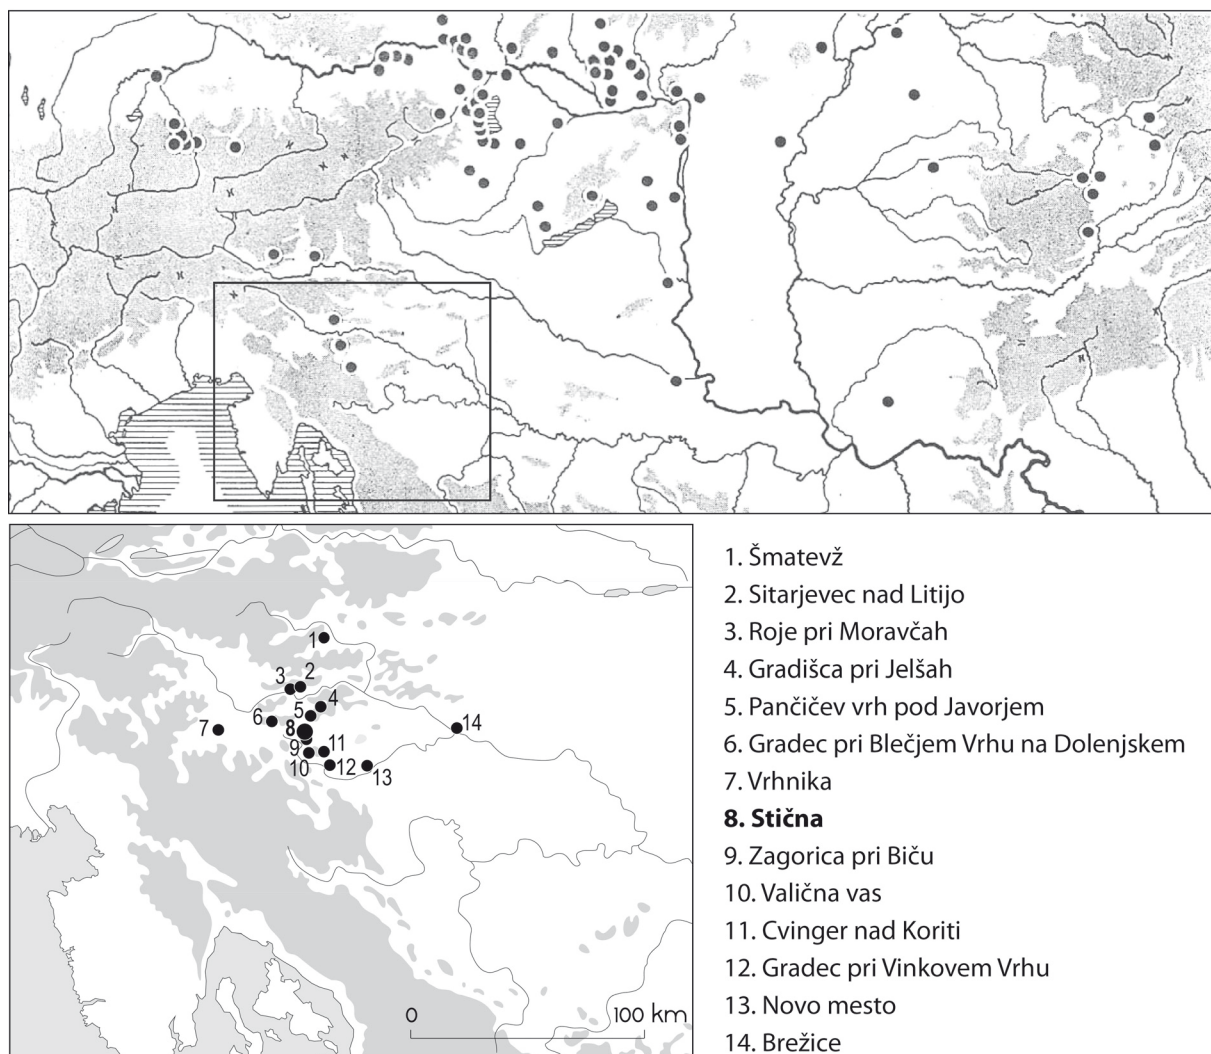 1
3
2
4
5
6
8
7
14
9
11
10
12
13
0
100 km
1. Šmatevž
2. Sitarjevec nad Litijo
3. Roje pri Moravčah
4. Gradišca pri Jelšah
5. Pančičev vrh pod Javorjem
6. Gradec pri Blečjem Vrhu na Dolenjskem
7. Vrhnika
8. Stična
9. Zagorica pri Biču
10. Valična vas
11. Cvinger nad Koriti
12. Gradec pri Vinkovem Vrhu
13. Novo mesto
14. Brežice